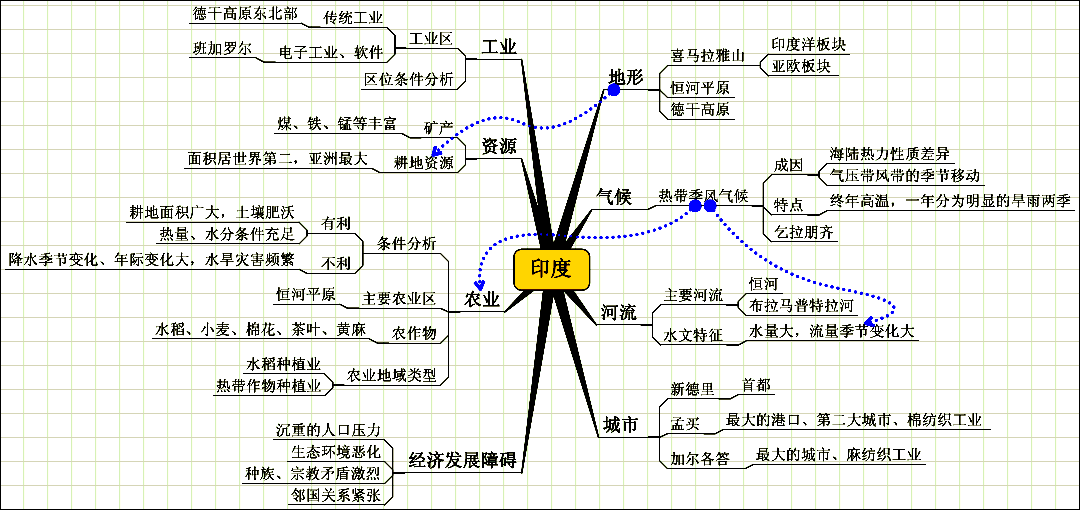 印度
地形
喜马拉雅山
印度洋板块
亚欧板块
恒河平原
德干高原
气候
热带季风气候
成因
海陆热力性质差异
气压带风带的季节移动
特点
终年高温，一年分为明显的旱雨两季
乞拉朋齐
河流
主要河流
恒河
布拉马普特拉河
水文特征
水量大，流量季节变化大
城市
新德里
首都
孟买
最大的港口、第二大城市、棉纺织工业
加尔各答
最大的城市、麻纺织工业
工业
工业区
传统工业
德干高原东北部
电子工业、软件
班加罗尔
区位条件分析
资源
矿产
煤、铁、锰等丰富
耕地资源
面积居世界第二，亚洲最大
农业
条件分析
有利
耕地面积广大，土壤肥沃
热量、水分条件充足
不利
降水季节变化、年际变化大，水旱灾害频繁
主要农业区
恒河平原
农作物
水稻、小麦、棉花、茶叶、黄麻
农业地域类型
水稻种植业
热带作物种植业
经济发展障碍
沉重的人口压力
生态环境恶化
种族、宗教矛盾激烈
邻国关系紧张